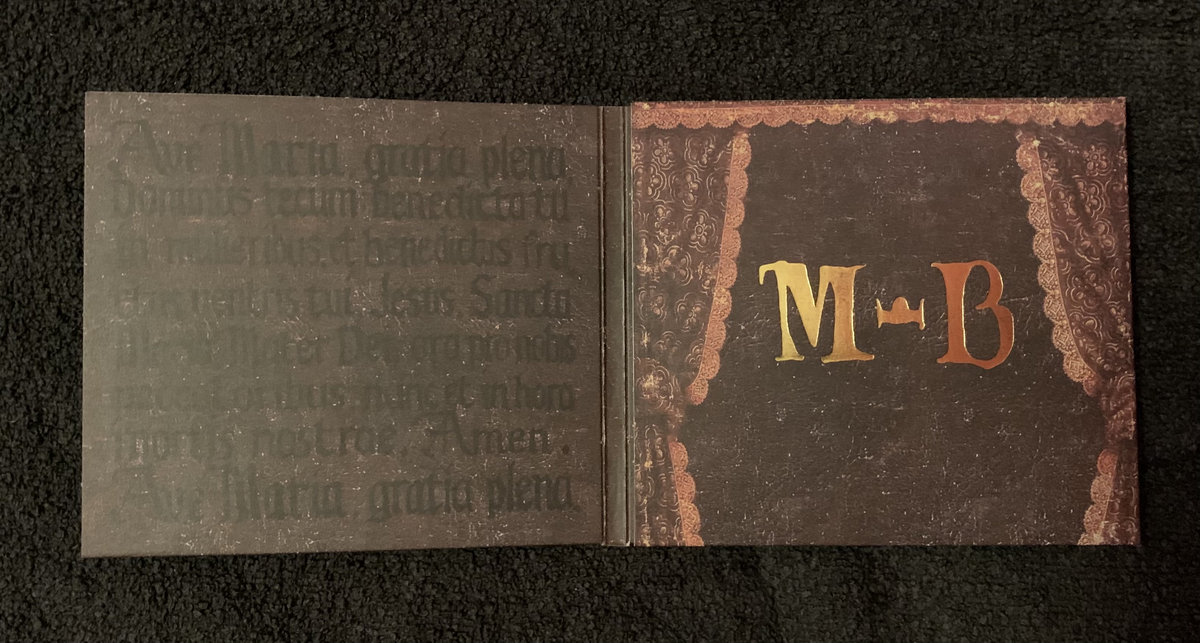 Ave Maria gratia plena
Dominus tecum benedicta tu
in mulieribus et benedictus fru
ctus ventris tui Jesus Sancta
Maria Mater Dei ora pro nobis
peccatoribus nunc et in hora
mortis nostrae. Amen.
Ave Maria gratia plena
M-B